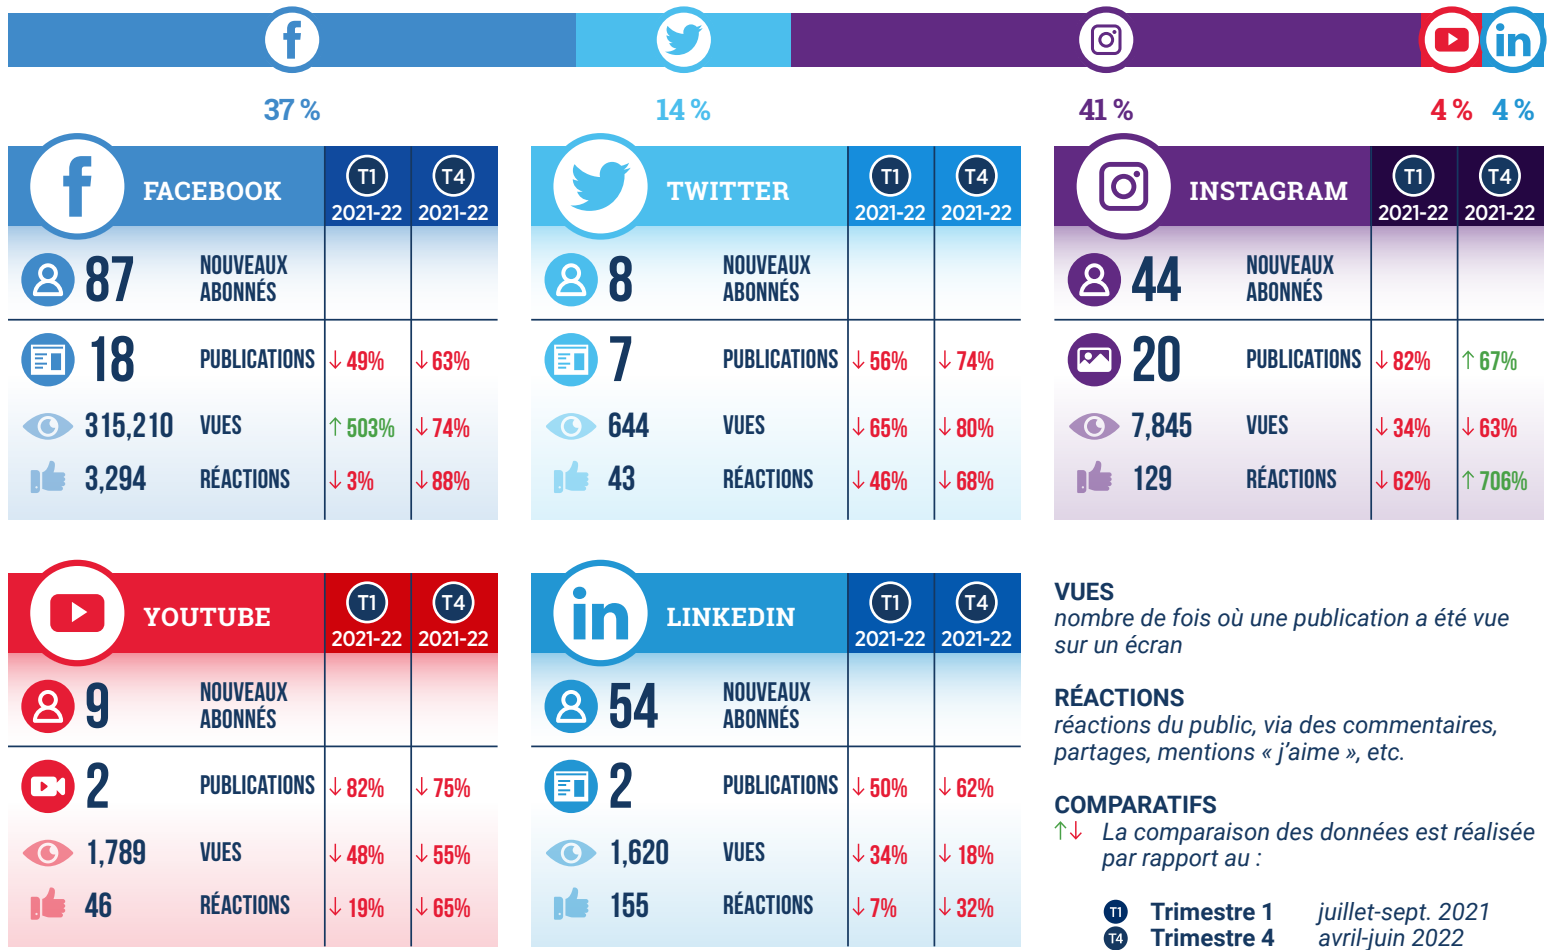 37 %
14 %
41 %
4 %
4 %
FACEBOOK
T1
2021-22
T4
2021-22
87
NOUVEAUX
ABONNÉS
18
PUBLICATIONS
↓ 49%
↓ 63%
315,210
VUES
↑ 503%
↓ 74%
3,294
RÉACTIONS
↓ 3%
↓ 88%
TWITTER
T1
2021-22
T4
2021-22
8
NOUVEAUX
ABONNÉS
7
PUBLICATIONS
↓ 56%
↓ 74%
644
VUES
↓ 65%
↓ 80%
43
RÉACTIONS
↓ 46%
↓ 68%
INSTAGRAM
T1
2021-22
T4
2021-22
44
NOUVEAUX
ABONNÉS
20
PUBLICATIONS
↓ 82%
↑ 67%
7,845
VUES
↓ 34%
↓ 63%
129
RÉACTIONS
↓ 62%
↑ 706%
YOUTUBE
T1
2021-22
T4
2021-22
9
NOUVEAUX
ABONNÉS
2
PUBLICATIONS
↓ 82%
↓ 75%
1,789
VUES
↓ 48%
↓ 55%
46
RÉACTIONS
↓ 19%
↓ 65%
LINKEDIN
T1
2021-22
T4
2021-22
54
NOUVEAUX
ABONNÉS
2
PUBLICATIONS
↓ 50%
↓ 62%
1,620
VUES
↓ 34%
↓ 18%
155
RÉACTIONS
↓ 7%
↓ 32%
VUES
nombre de fois où une publication a été vue
sur un écran
RÉACTIONS
réactions du public, via des commentaires,
partages, mentions « j'aime », etc.
COMPARATIFS
↑↓ La comparaison des données est réalisée
par rapport au :
T1 Trimestre 1 juillet-sept. 2021
T4 Trimestre 4 avril-juin 2022